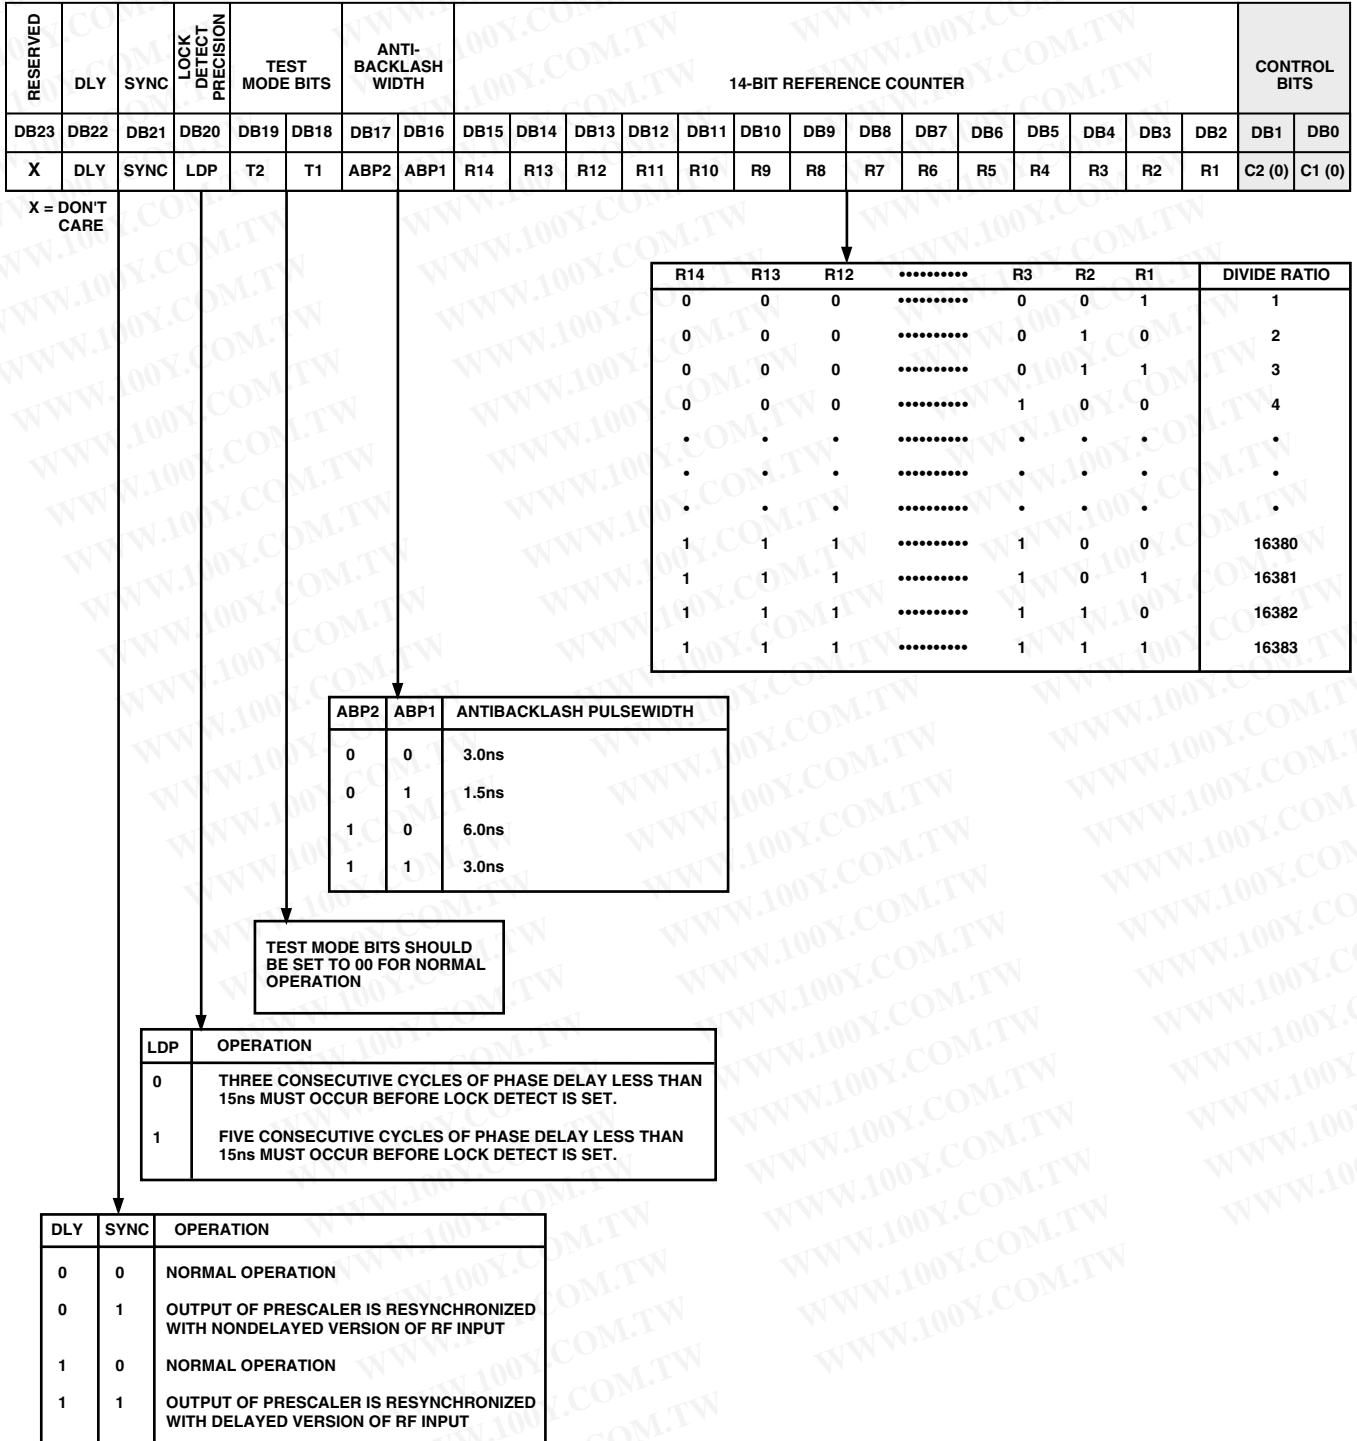 RESERVED DLY SYNC LOCK DETECT PRECISION TEST MODE BITS ANTI-BACKLASH WIDTH 14-BIT REFERENCE COUNTER CONTROL BITS
DB23 DB22 DB21 DB20 DB19 DB18 DB17 DB16 DB15 DB14 DB13 DB12 DB11 DB10 DB9 DB8 DB7 DB6 DB5 DB4 DB3 DB2 DB1 DB0
X DLY SYNC LDP T2 T1 ABP2 ABP1 R14 R13 R12 R11 R10 R9 R8 R7 R6 R5 R4 R3 R2 R1 C2 (0) C1 (0)
X = DON'T
CARE
R14 R13 R12 •••••••••• R3 R2 R1 DIVIDE RATIO
0 0 0 •••••••••• 0 0 1 1
0 0 0 •••••••••• 0 1 0 2
0 0 0 •••••••••• 0 1 1 3
0 0 0 •••••••••• 1 0 0 4
• • • •••••••••• • • • •
• • • •••••••••• • • • •
• • • •••••••••• • • • •
1 1 1 •••••••••• 1 0 0 16380
1 1 1 •••••••••• 1 0 1 16381
1 1 1 •••••••••• 1 1 0 16382
1 1 1 •••••••••• 1 1 1 16383
ABP2 ABP1 ANTIBACKLASH PULSEWIDTH
0 0 3.0ns
0 1 1.5ns
1 0 6.0ns
1 1 3.0ns
TEST MODE BITS SHOULD
BE SET TO 00 FOR NORMAL
OPERATION
LDP OPERATION
0 THREE CONSECUTIVE CYCLES OF PHASE DELAY LESS THAN
15ns MUST OCCUR BEFORE LOCK DETECT IS SET.
1 FIVE CONSECUTIVE CYCLES OF PHASE DELAY LESS THAN
15ns MUST OCCUR BEFORE LOCK DETECT IS SET.
DLY SYNC OPERATION
0 0 NORMAL OPERATION
0 1 OUTPUT OF PRESCALER IS RESYNCHRONIZED
WITH NONDELAYED VERSION OF RF INPUT
1 0 NORMAL OPERATION
1 1 OUTPUT OF PRESCALER IS RESYNCHRONIZED
WITH DELAYED VERSION OF RF INPUT
WWW.100Y.COM.TW